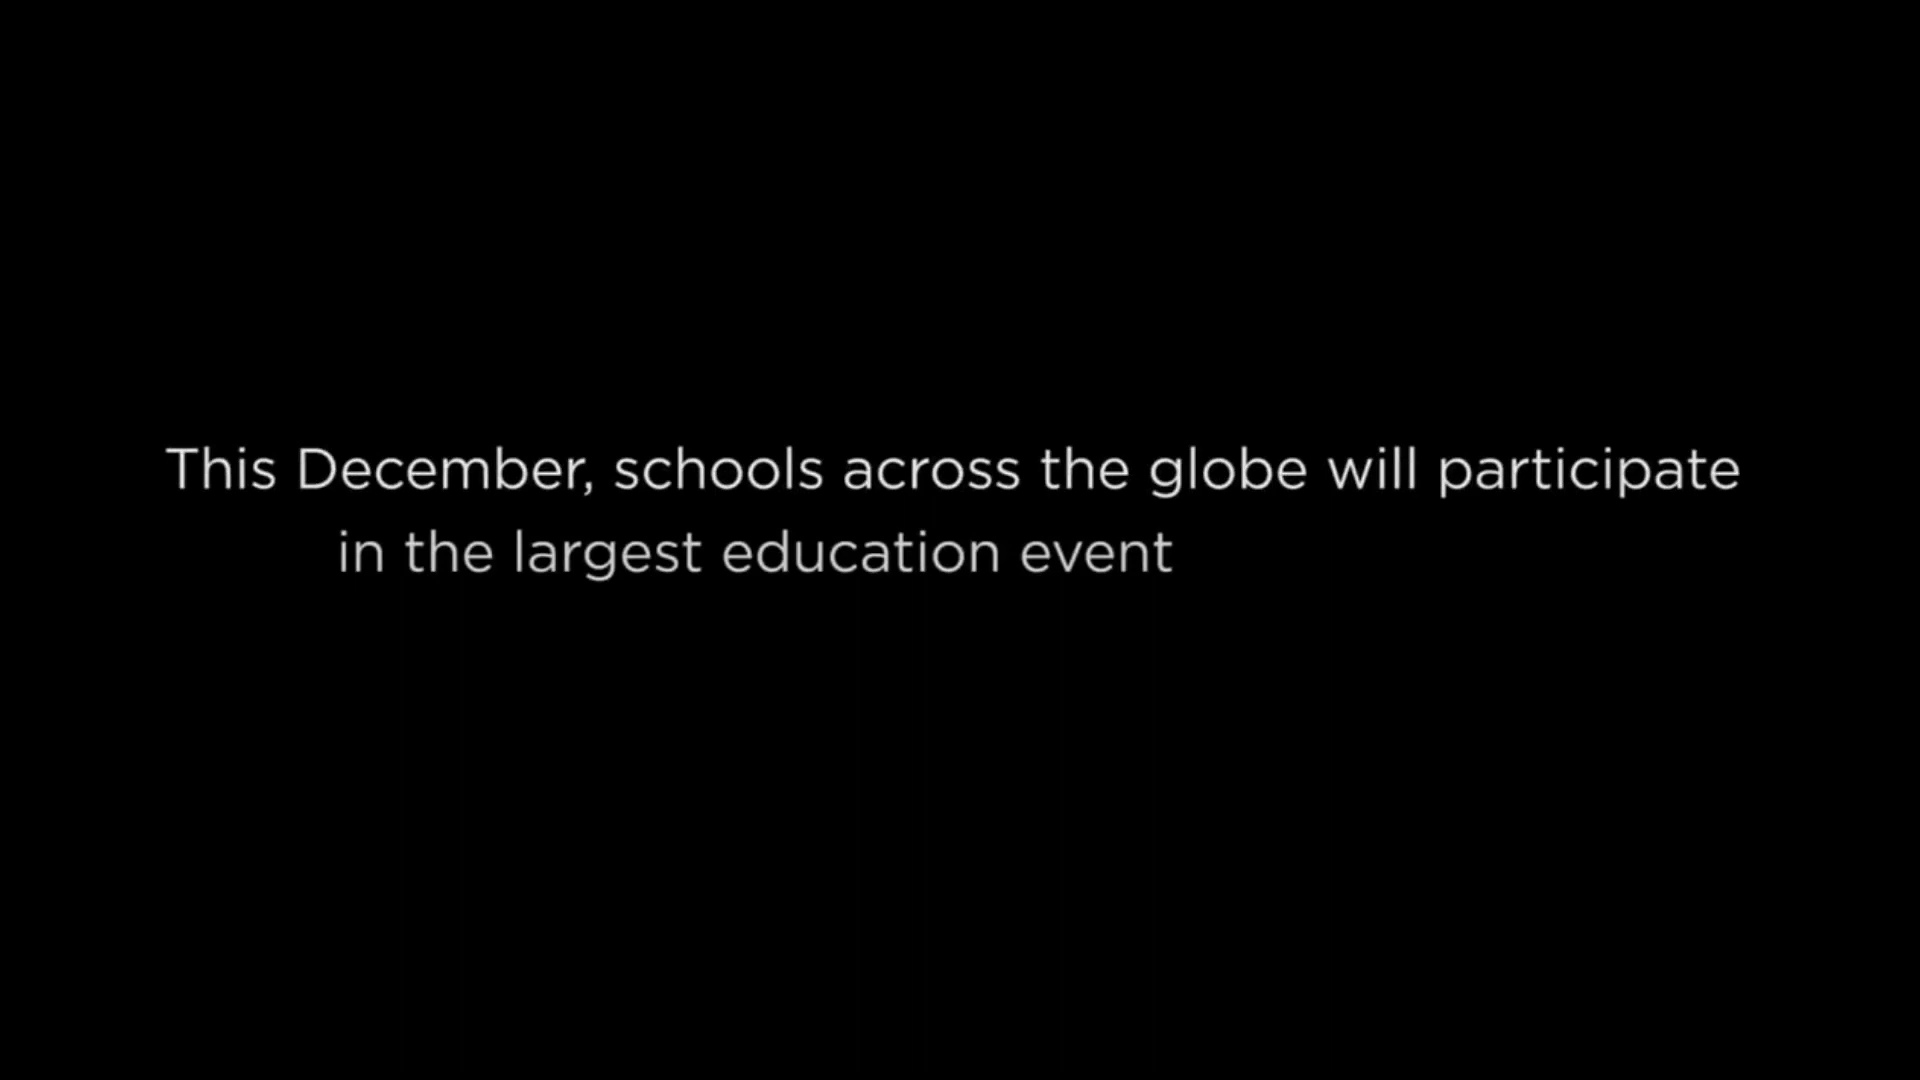 This December, schools across the globe will participate
in the largest education event